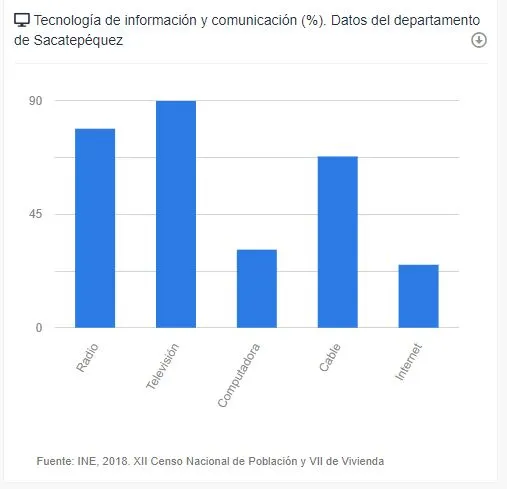 Tecnología de información y comunicación (%). Datos del departamento
de Sacatepéquez
90
45
0
Radio
Televisión
Computadora
Cable
Internet
Fuente: INE, 2018. XII Censo Nacional de Población y VII de Vivienda